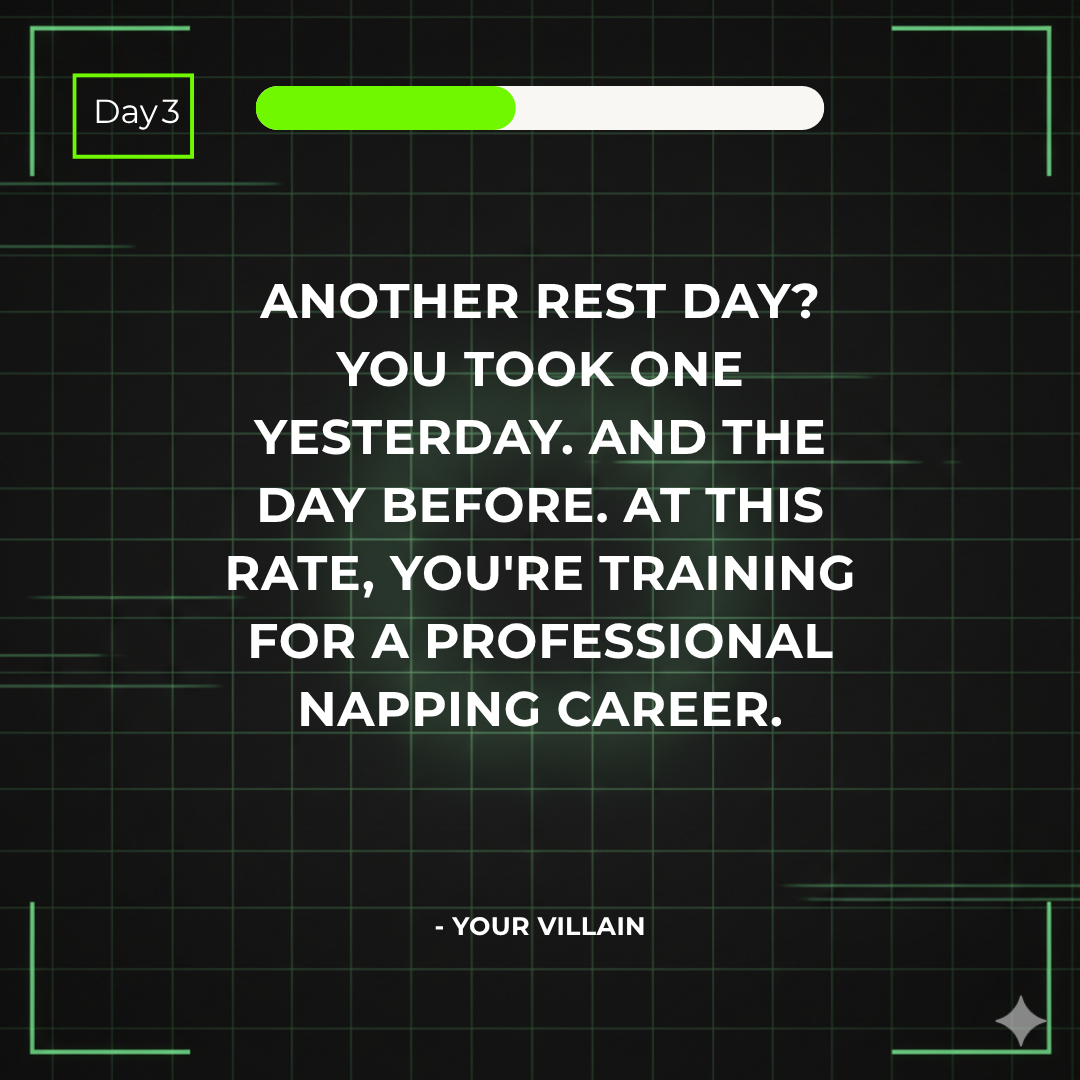 Day 3
ANOTHER REST DAY?
YOU TOOK ONE
YESTERDAY. AND THE
DAY BEFORE. AT THIS
RATE, YOU'RE TRAINING
FOR A PROFESSIONAL
NAPPING CAREER.
- YOUR VILLAIN